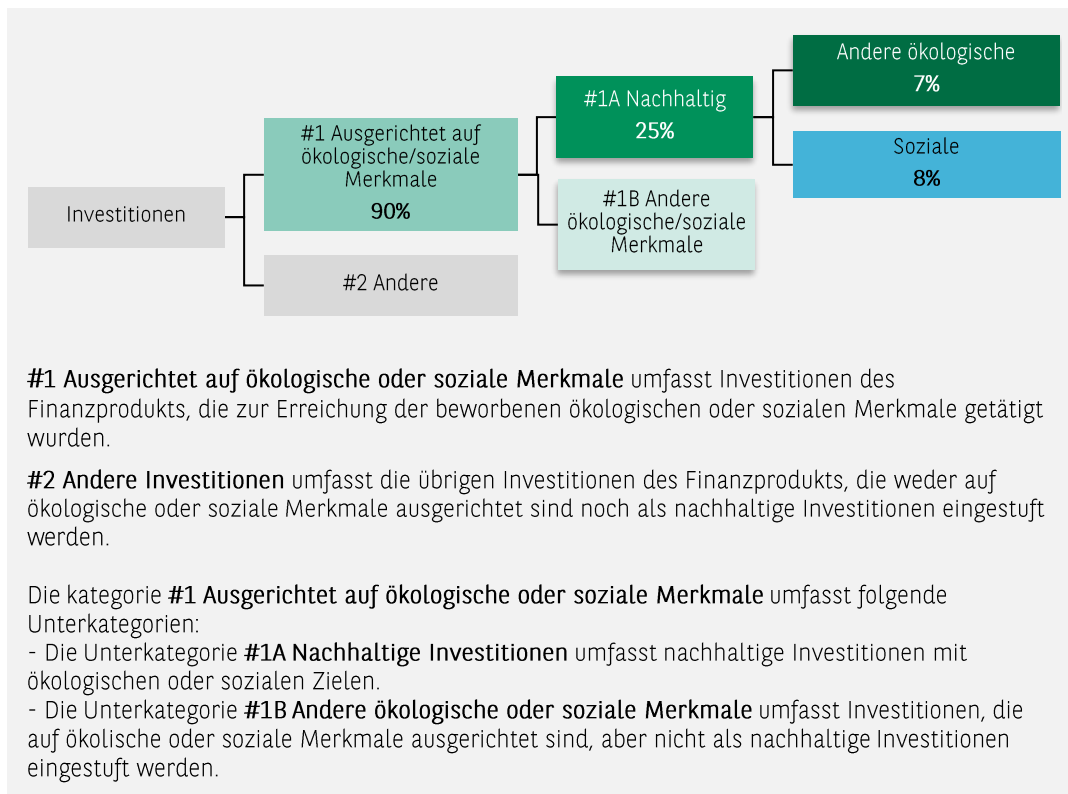 Investitionen
#1 Ausgerichtet auf
ökologische/soziale
Merkmale
90%
#2 Andere
#1A Nachhaltig
25%
#1B Andere
ökologische/soziale
Merkmale
Andere ökologische
7%
Soziale
8%
#1 Ausgerichtet auf ökologische oder soziale Merkmale umfasst Investitionen des
Finanzprodukts, die zur Erreichung der beworbenen ökologischen oder sozialen Merkmale getätigt
wurden.
#2 Andere Investitionen umfasst die übrigen Investitionen des Finanzprodukts, die weder auf
ökologische oder soziale Merkmale ausgerichtet sind noch als nachhaltige Investitionen eingestuft
werden.
Die kategorie #1 Ausgerichtet auf ökologische oder soziale Merkmale umfasst folgende
Unterkategorien:
- Die Unterkategorie #1A Nachhaltige Investitionen umfasst nachhaltige Investitionen mit
ökologischen oder sozialen Zielen.
- Die Unterkategorie #1B Andere ökologische oder soziale Merkmale umfasst Investitionen, die
auf ökolische oder soziale Merkmale ausgerichtet sind, aber nicht als nachhaltige Investitionen
eingestuft werden.